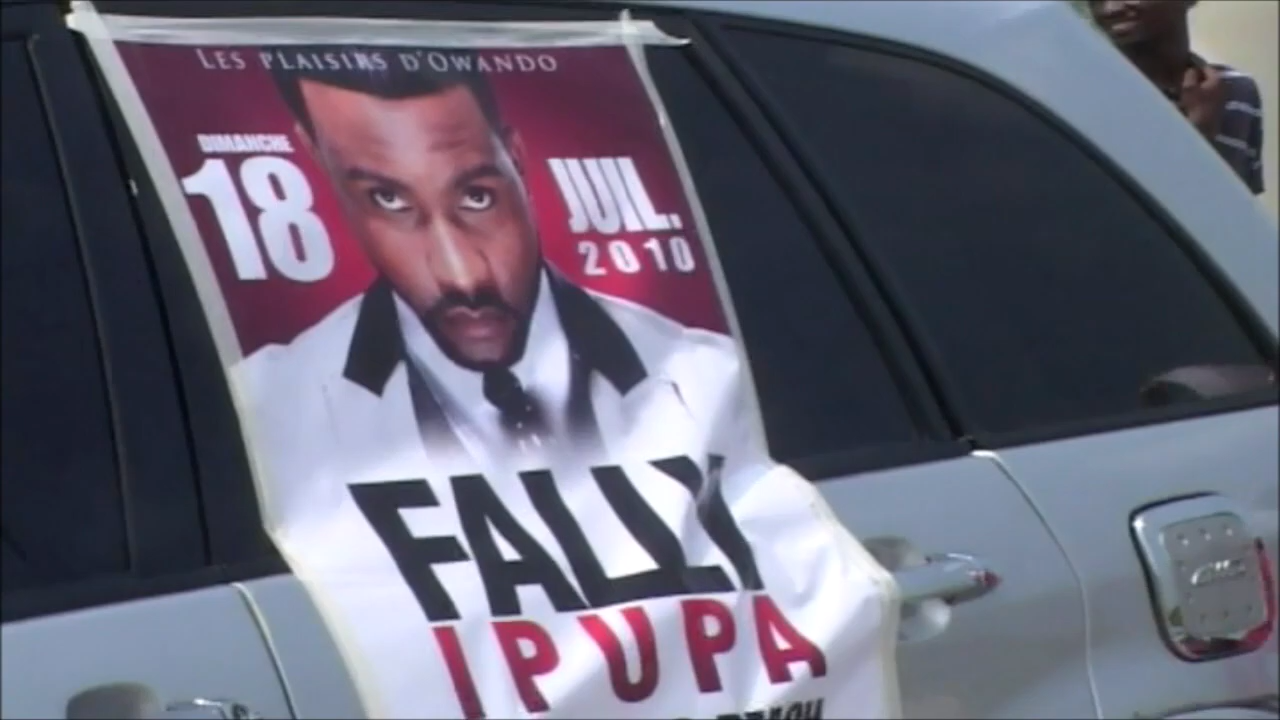 LES PLAISIRS D'OWANDO
DIMANCHE
18
JUIL.
2010
FALLY
IPUPA